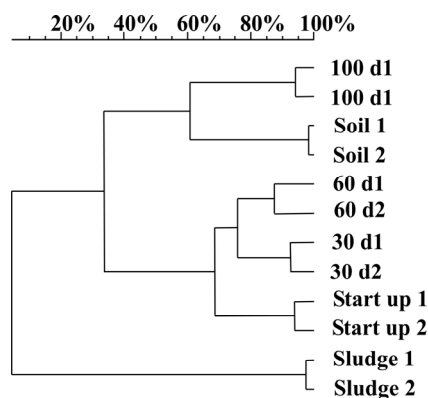 20% 40% 60% 80% 100%
100 d1
100 d1
Soil 1
Soil 2
60 d1
60 d2
30 d1
30 d2
Start up 1
Start up 2
Sludge 1
Sludge 2